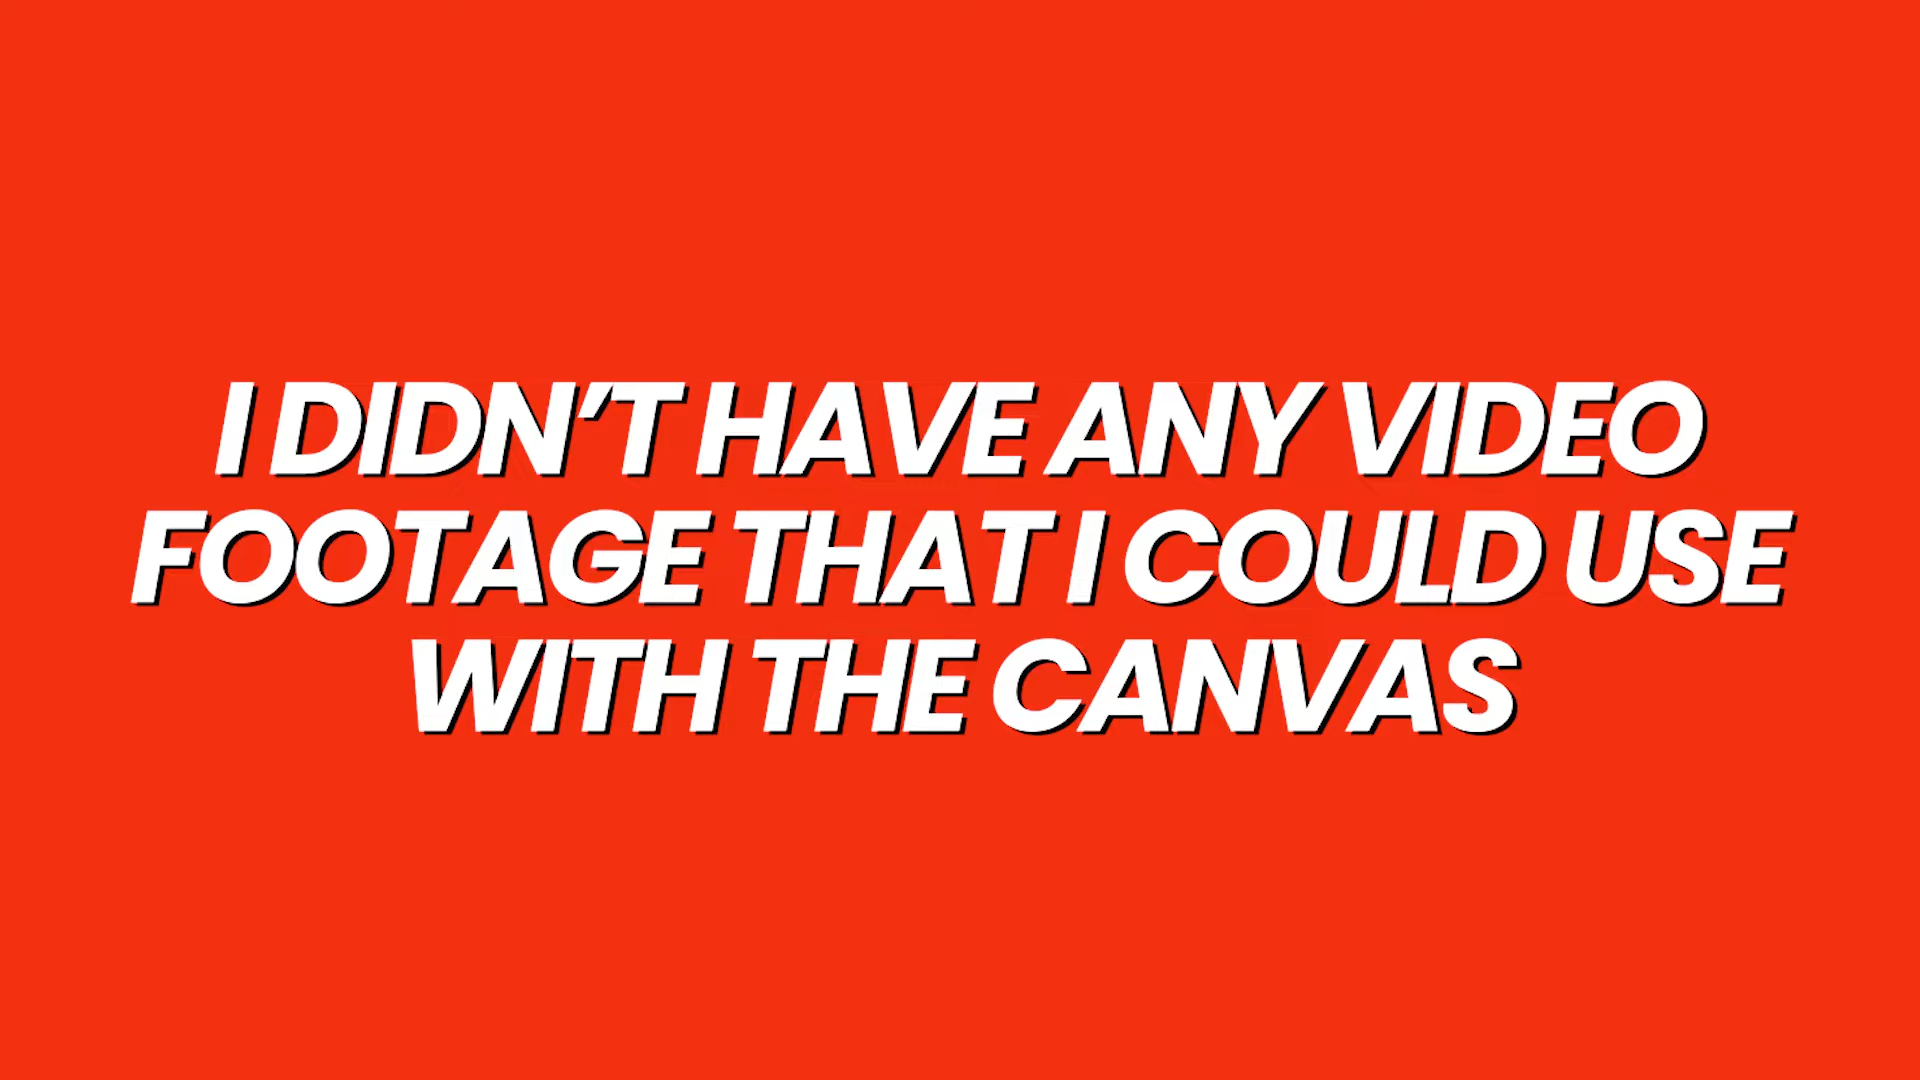 I DIDN’T HAVE ANY VIDEO
FOOTAGE THAT I COULD USE
WITH THE CANVAS